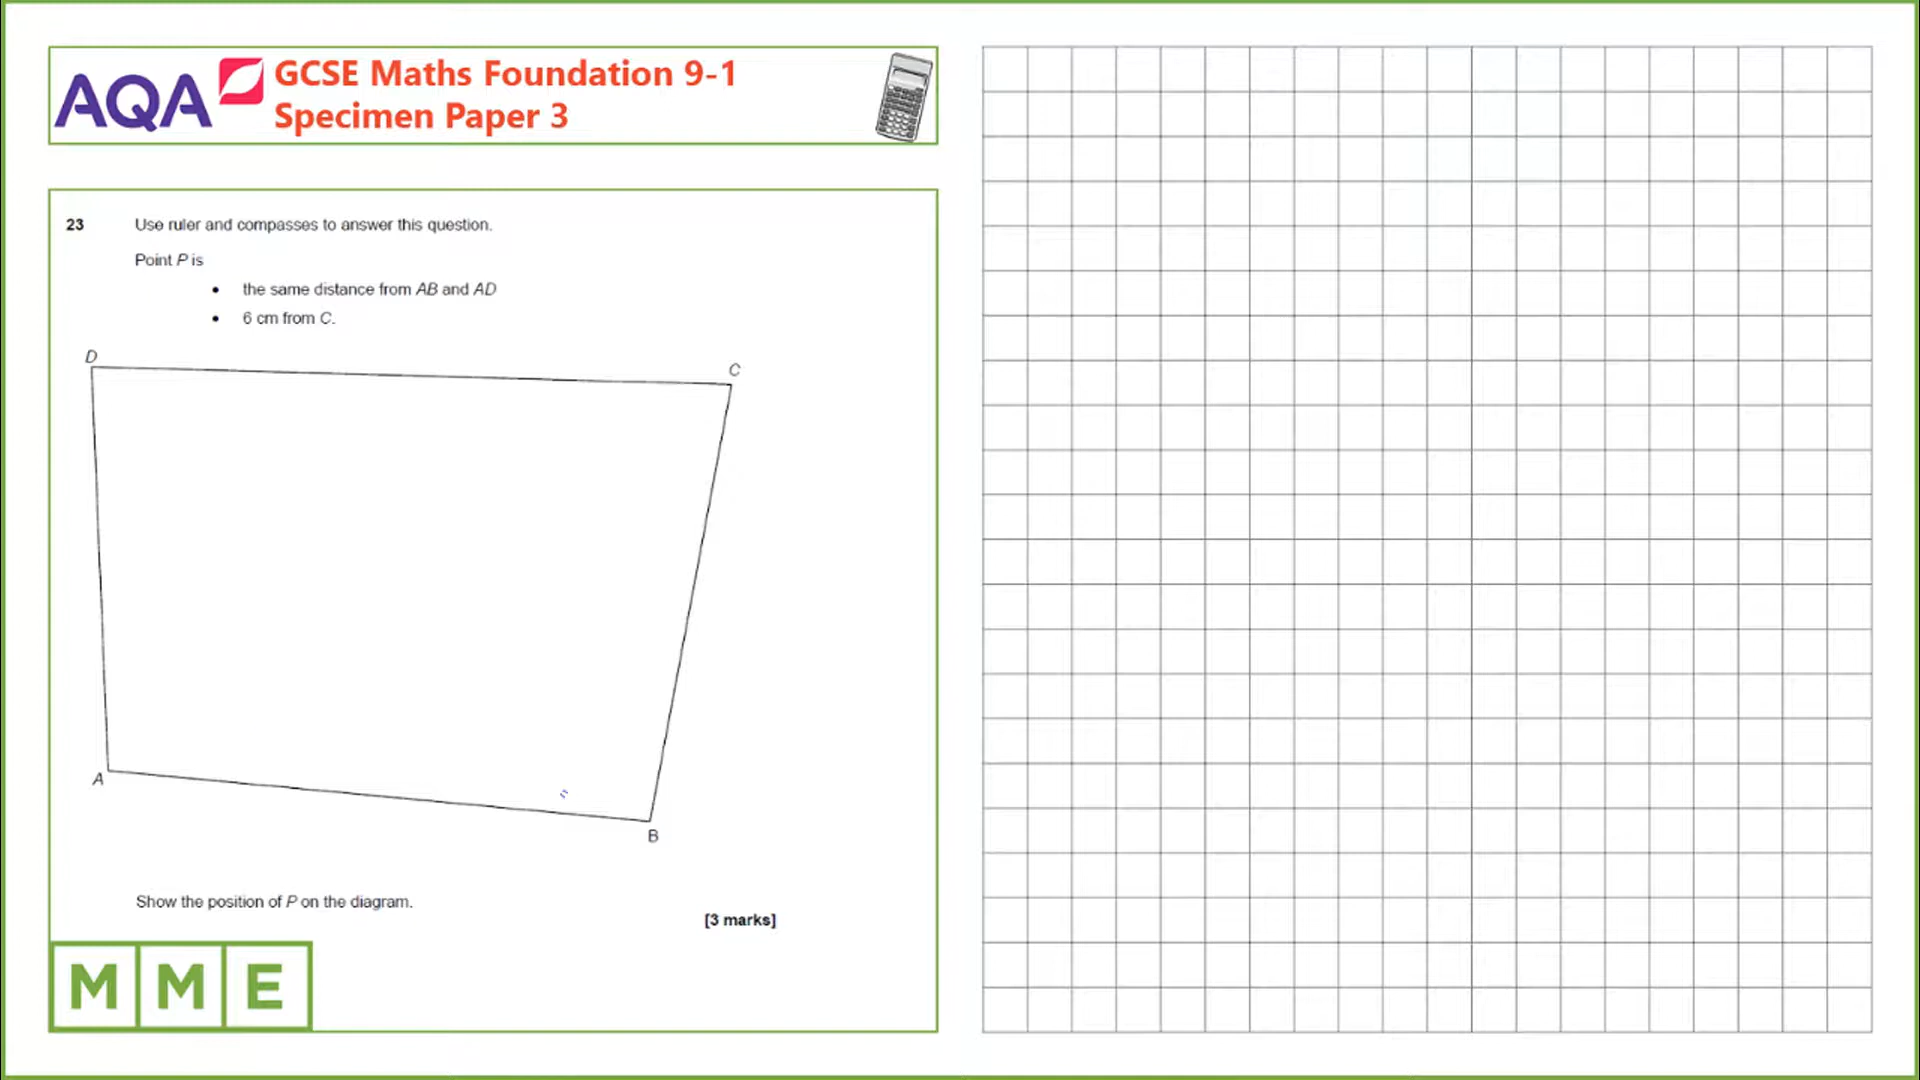 AQA
GCSE Maths Foundation 9-1
Specimen Paper 3
23 Use ruler and compasses to answer this question.
Point P is
• the same distance from AB and AD
• 6 cm from C.
D
C
A
B
Show the position of P on the diagram.
[3 marks]
MME